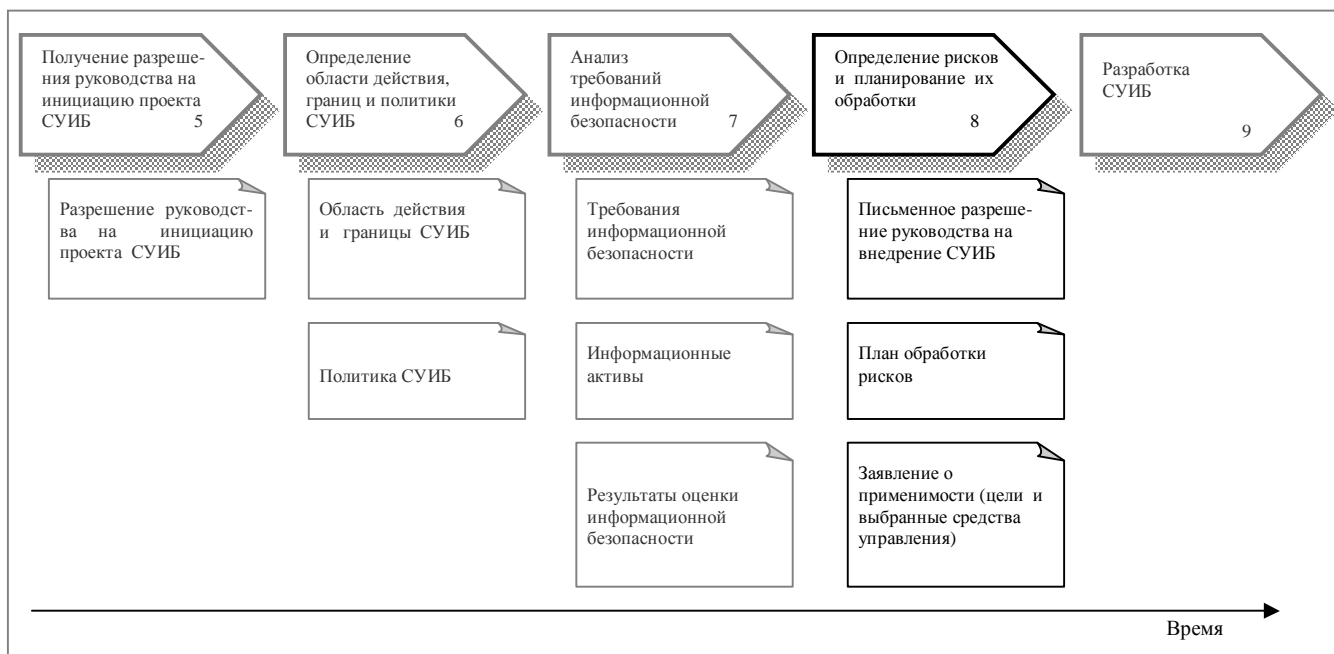 Получение разреше-
ния руководства на
инициацию проекта
СУИБ 5
Определение
области действия,
границ и политики
СУИБ 6
Анализ
требований
информационной
безопасности 7
Определение рисков
и планирование их
обработки
8
Разработка
СУИБ
9
Разрешение руководст-
ва на инициацию
проекта СУИБ
Область действия
и границы СУИБ
Требования
информационной
безопасности
Письменное разреше-
ние руководства на
внедрение СУИБ
Политика СУИБ
Информационные
активы
План обработки
рисков
Результаты оценки
информационной
безопасности
Заявление о
применимости (цели и
выбранные средства
управления)
Время